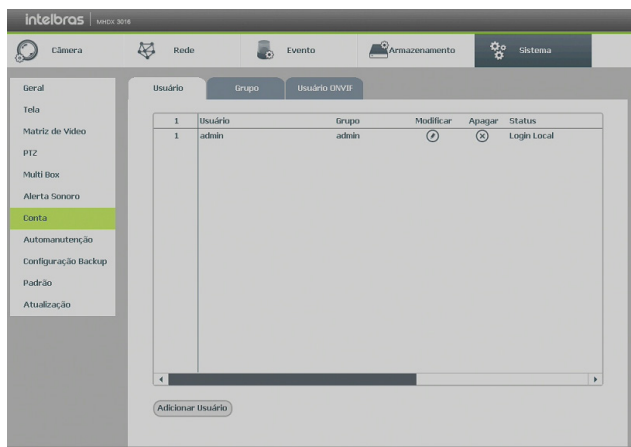 intelbras MHDX 3016
Câmera Rede Evento Armazenamento Sistema
Geral
Tela
Matriz de Vídeo
PTZ
Multi Box
Alerta Sonoro
Conta
Automanutenção
Configuração Backup
Padrão
Atualização
Usuário Grupo Usuário ONVIF
1 Usuário Grupo Modificar Apagar Status
1 admin admin Login Local
Adicionar Usuário